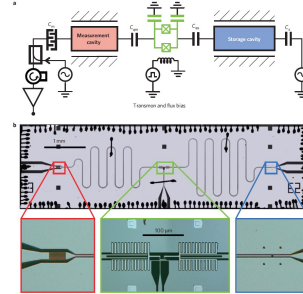 a
Measurement
cavity
Storage cavity
Transmon and flux bias
b
1 mm
100 µm